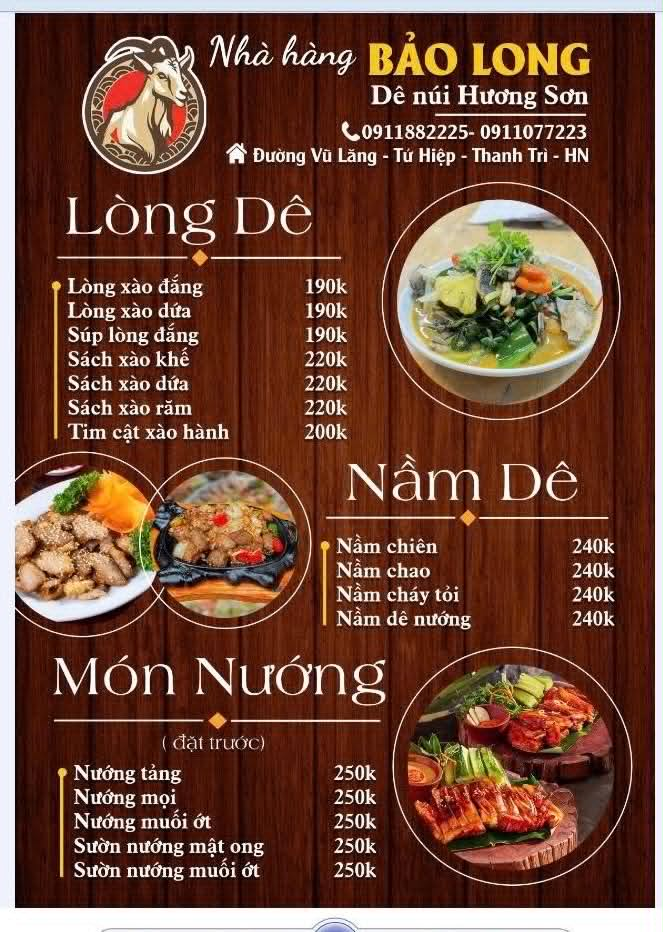 Nhà hàng BẢO LONG
Dê núi Hương Sơn
0911882225- 0911077223
Đường Vũ Lăng - Tứ Hiệp - Thanh Trì - HN
Lòng Dê
Lòng xào đắng 190k
Lòng xào dứa 190k
Súp lòng đắng 190k
Sách xào khế 220k
Sách xào dứa 220k
Sách xào răm 220k
Tim cật xào hành 200k
Nầm Dê
Nầm chiên 240k
Nầm chao 240k
Nầm cháy tỏi 240k
Nầm dê nướng 240k
Món Nướng
( đặt trước)
Nướng tảng 250k
Nướng mọi 250k
Nướng muối ớt 250k
Sườn nướng mật ong 250k
Sườn nướng muối ớt 250k